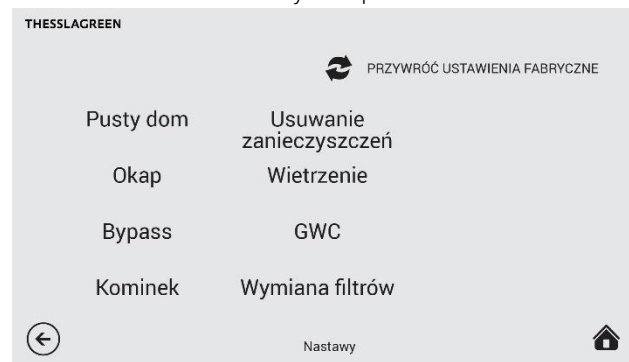 THESSLAGREEN
PRZYWRÓĆ USTAWIENIA FABRYCZNE
Pusty dom
Usuwanie
zanieczyszczeń
Okap
Wietrzenie
Bypass
GWC
Kominek
Wymiana filtrów
Nastawy